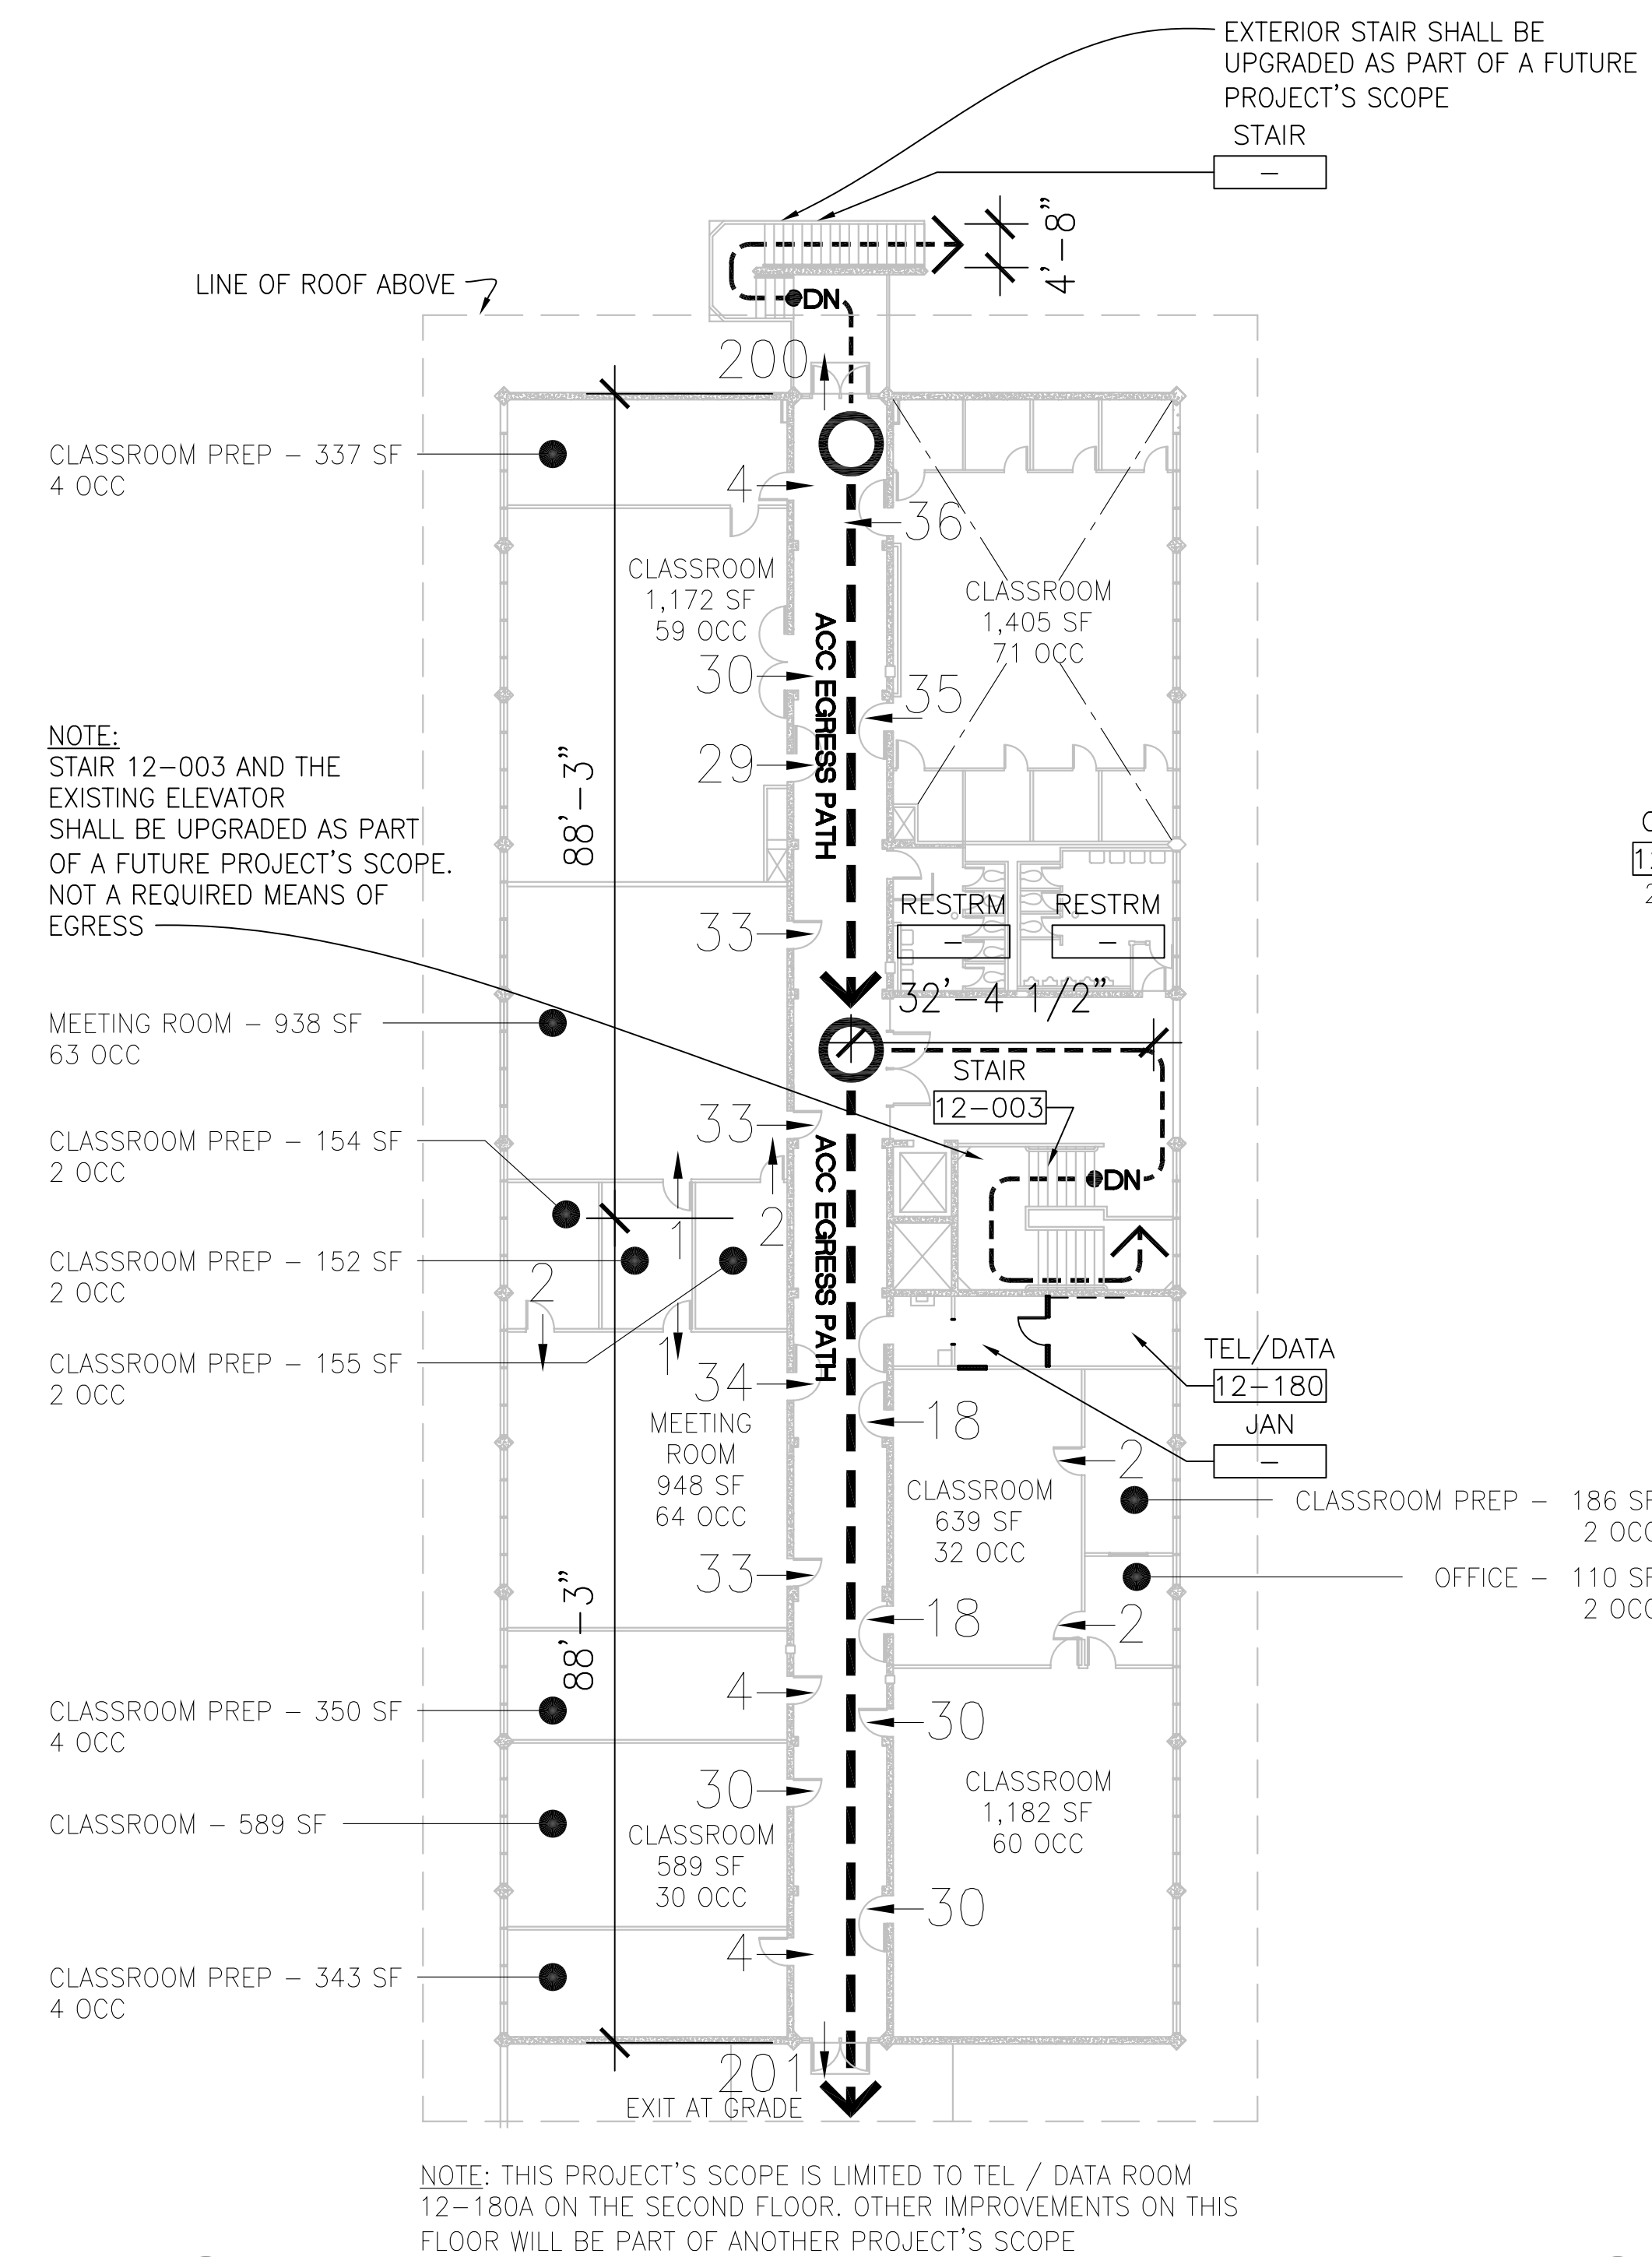 EXTERIOR STAIR SHALL BE
UPGRADED AS PART OF A FUTURE
PROJECT'S SCOPE
STAIR
–
4'–8"
LINE OF ROOF ABOVE
DN
200
CLASSROOM PREP – 337 SF
4 OCC
4
36
CLASSROOM
1,172 SF
59 OCC
CLASSROOM
1,405 SF
71 OCC
30
35
ACC EGRESS PATH
29
88'–3"
NOTE:
STAIR 12–003 AND THE
EXISTING ELEVATOR
SHALL BE UPGRADED AS PART
OF A FUTURE PROJECT'S SCOPE.
NOT A REQUIRED MEANS OF
EGRESS
33
RESTRM
–
RESTRM
–
32'–4 1/2"
MEETING ROOM – 938 SF
63 OCC
STAIR
12–003
33
CLASSROOM PREP – 154 SF
2 OCC
DN
ACC EGRESS PATH
1
2
CLASSROOM PREP – 152 SF
2 OCC
2
1
CLASSROOM PREP – 155 SF
2 OCC
TEL/DATA
12–180
JAN
–
34
MEETING
ROOM
948 SF
64 OCC
18
2
CLASSROOM
639 SF
32 OCC
CLASSROOM PREP – 186 SF
2 OCC
OFFICE – 110 SF
2 OCC
33
18
2
88'–3"
4
CLASSROOM PREP – 350 SF
4 OCC
30
30
CLASSROOM
1,182 SF
60 OCC
CLASSROOM – 589 SF
CLASSROOM
589 SF
30 OCC
30
4
CLASSROOM PREP – 343 SF
4 OCC
201
EXIT AT GRADE
NOTE: THIS PROJECT'S SCOPE IS LIMITED TO TEL / DATA ROOM
12–180A ON THE SECOND FLOOR. OTHER IMPROVEMENTS ON THIS
FLOOR WILL BE PART OF ANOTHER PROJECT'S SCOPE